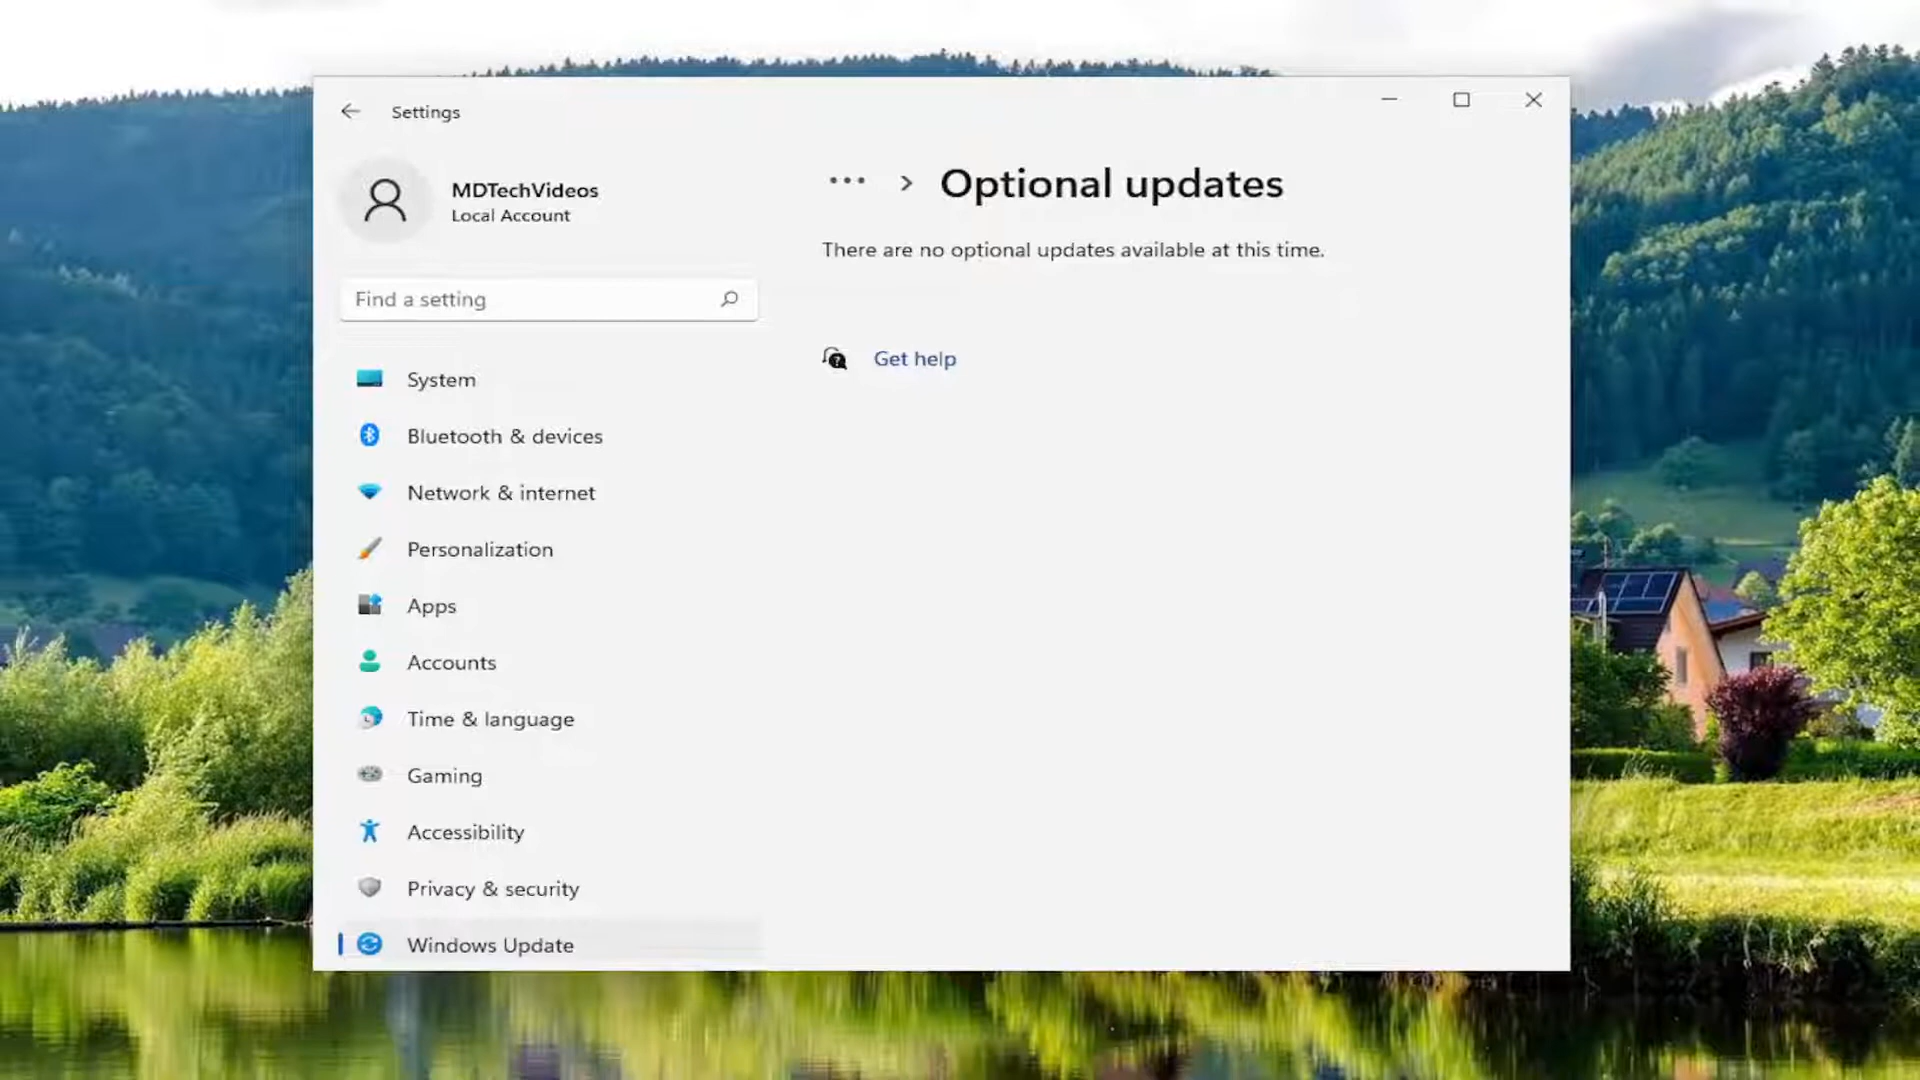 Settings
MDTechVideos
Local Account
Find a setting
System
Bluetooth & devices
Network & internet
Personalization
Apps
Accounts
Time & language
Gaming
Accessibility
Privacy & security
Windows Update
Optional updates
There are no optional updates available at this time.
Get help